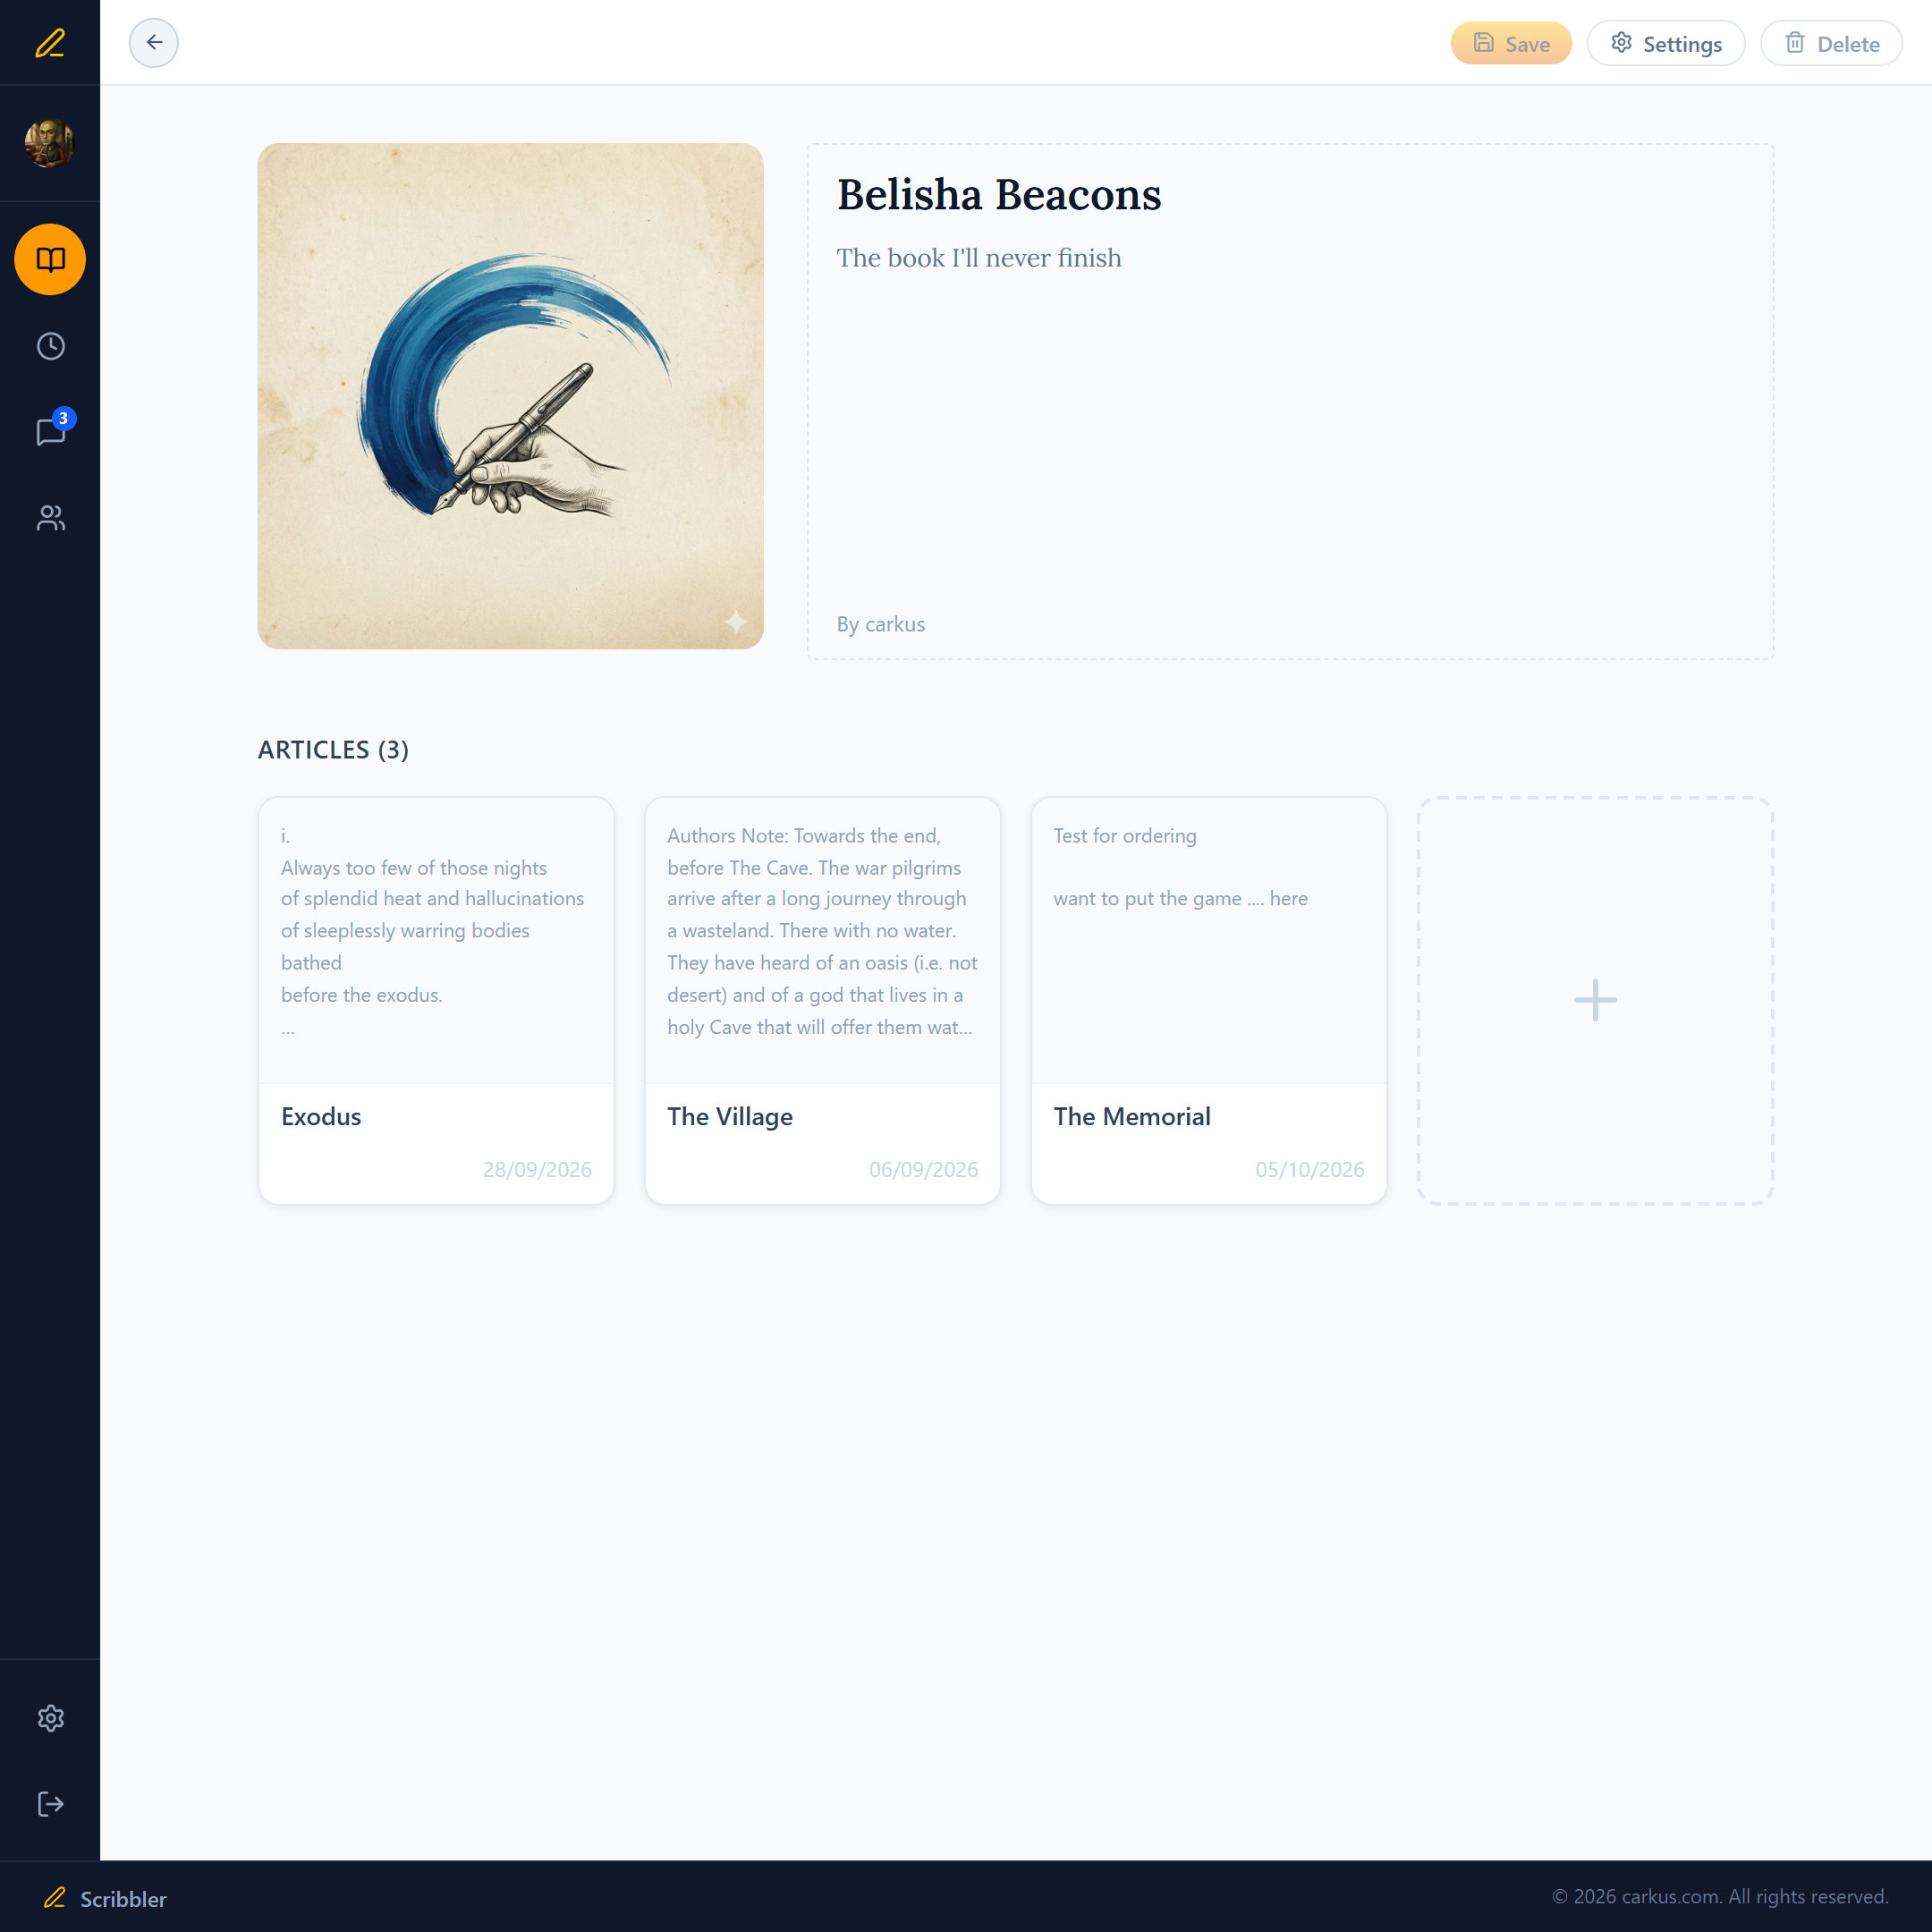 Save
Settings
Delete
3
Belisha Beacons
The book I'll never finish
By carkus
ARTICLES (3)
i.
Always too few of those nights
of splendid heat and hallucinations
of sleeplessly warring bodies
bathed
before the exodus.
...
Exodus
28/09/2026
Authors Note: Towards the end,
before The Cave. The war pilgrims
arrive after a long journey through
a wasteland. There with no water.
They have heard of an oasis (i.e. not
desert) and of a god that lives in a
holy Cave that will offer them wat...
The Village
06/09/2026
Test for ordering
want to put the game .... here
The Memorial
05/10/2026
Scribbler
© 2026 carkus.com. All rights reserved.